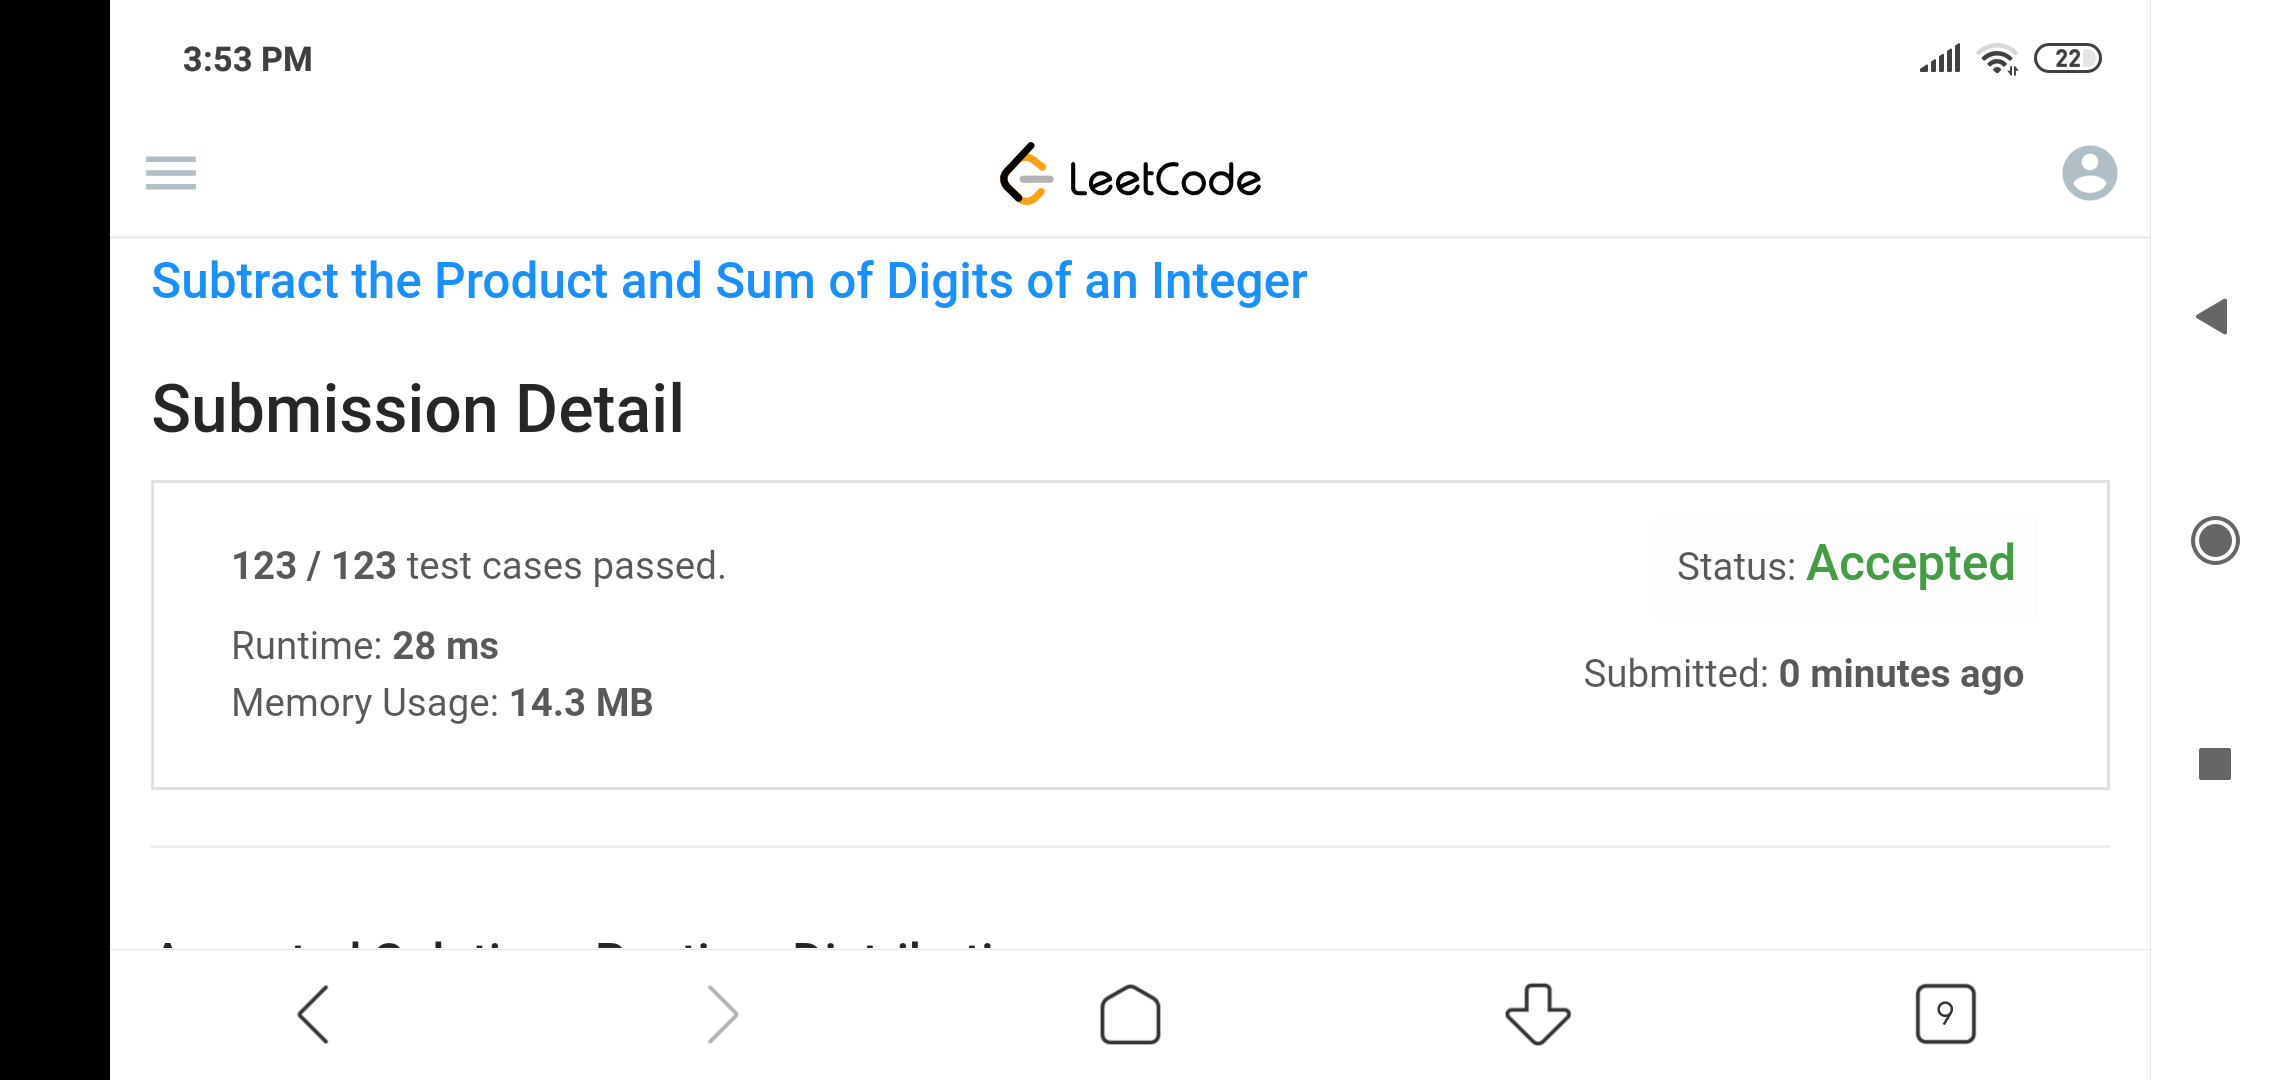 3:53 PM
22
LeetCode
Subtract the Product and Sum of Digits of an Integer
Submission Detail
123 / 123 test cases passed.
Status: Accepted
Runtime: 28 ms
Submitted: 0 minutes ago
Memory Usage: 14.3 MB
9